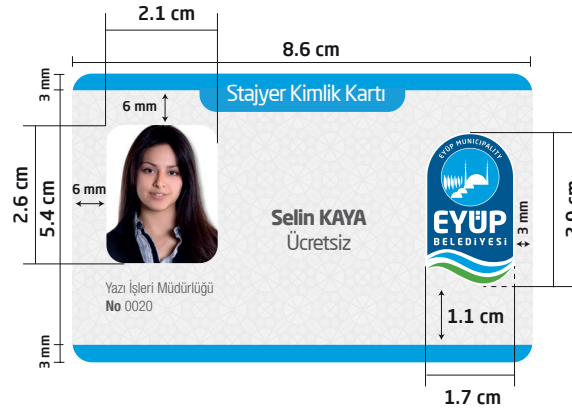 2.1 cm
8.6 cm
3 mm
Stajyer Kimlik Kartı
6 mm
2.6 cm
5.4 cm
6 mm
EYÜP MUNICIPALITY
EYÜP
BELEDİYESİ
3 mm
Selin KAYA
Ücretsiz
Yazı İşleri Müdürlüğü
No 0020
1.1 cm
3 mm
1.7 cm